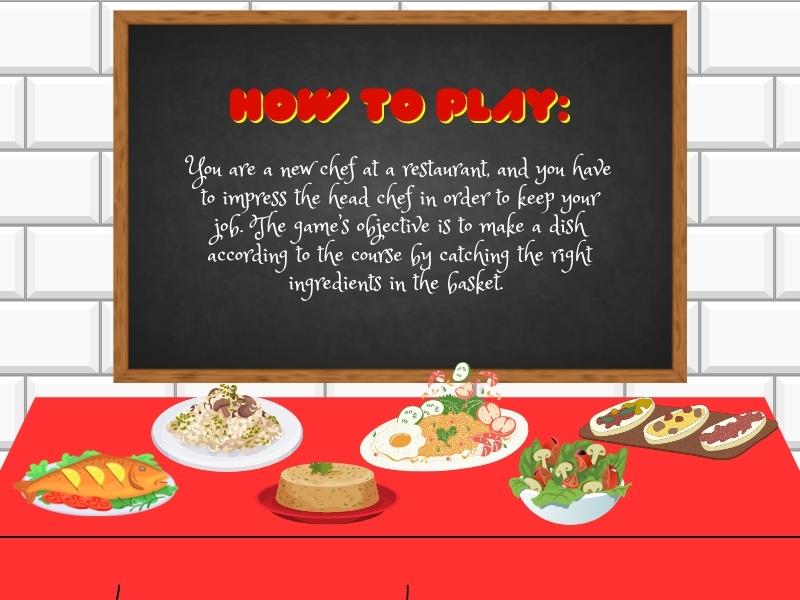 HOW TO PLAY:
You are a new chef at a restaurant, and you have
to impress the head chef in order to keep your
job. The game's objective is to make a dish
according to the course by catching the right
ingredients in the basket.